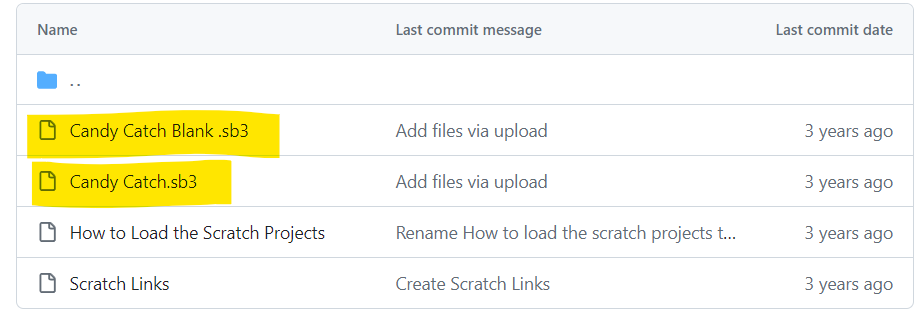 Name Last commit message Last commit date
..
Candy Catch Blank .sb3 Add files via upload 3 years ago
Candy Catch.sb3 Add files via upload 3 years ago
How to Load the Scratch Projects Rename How to load the scratch projects t... 3 years ago
Scratch Links Create Scratch Links 3 years ago